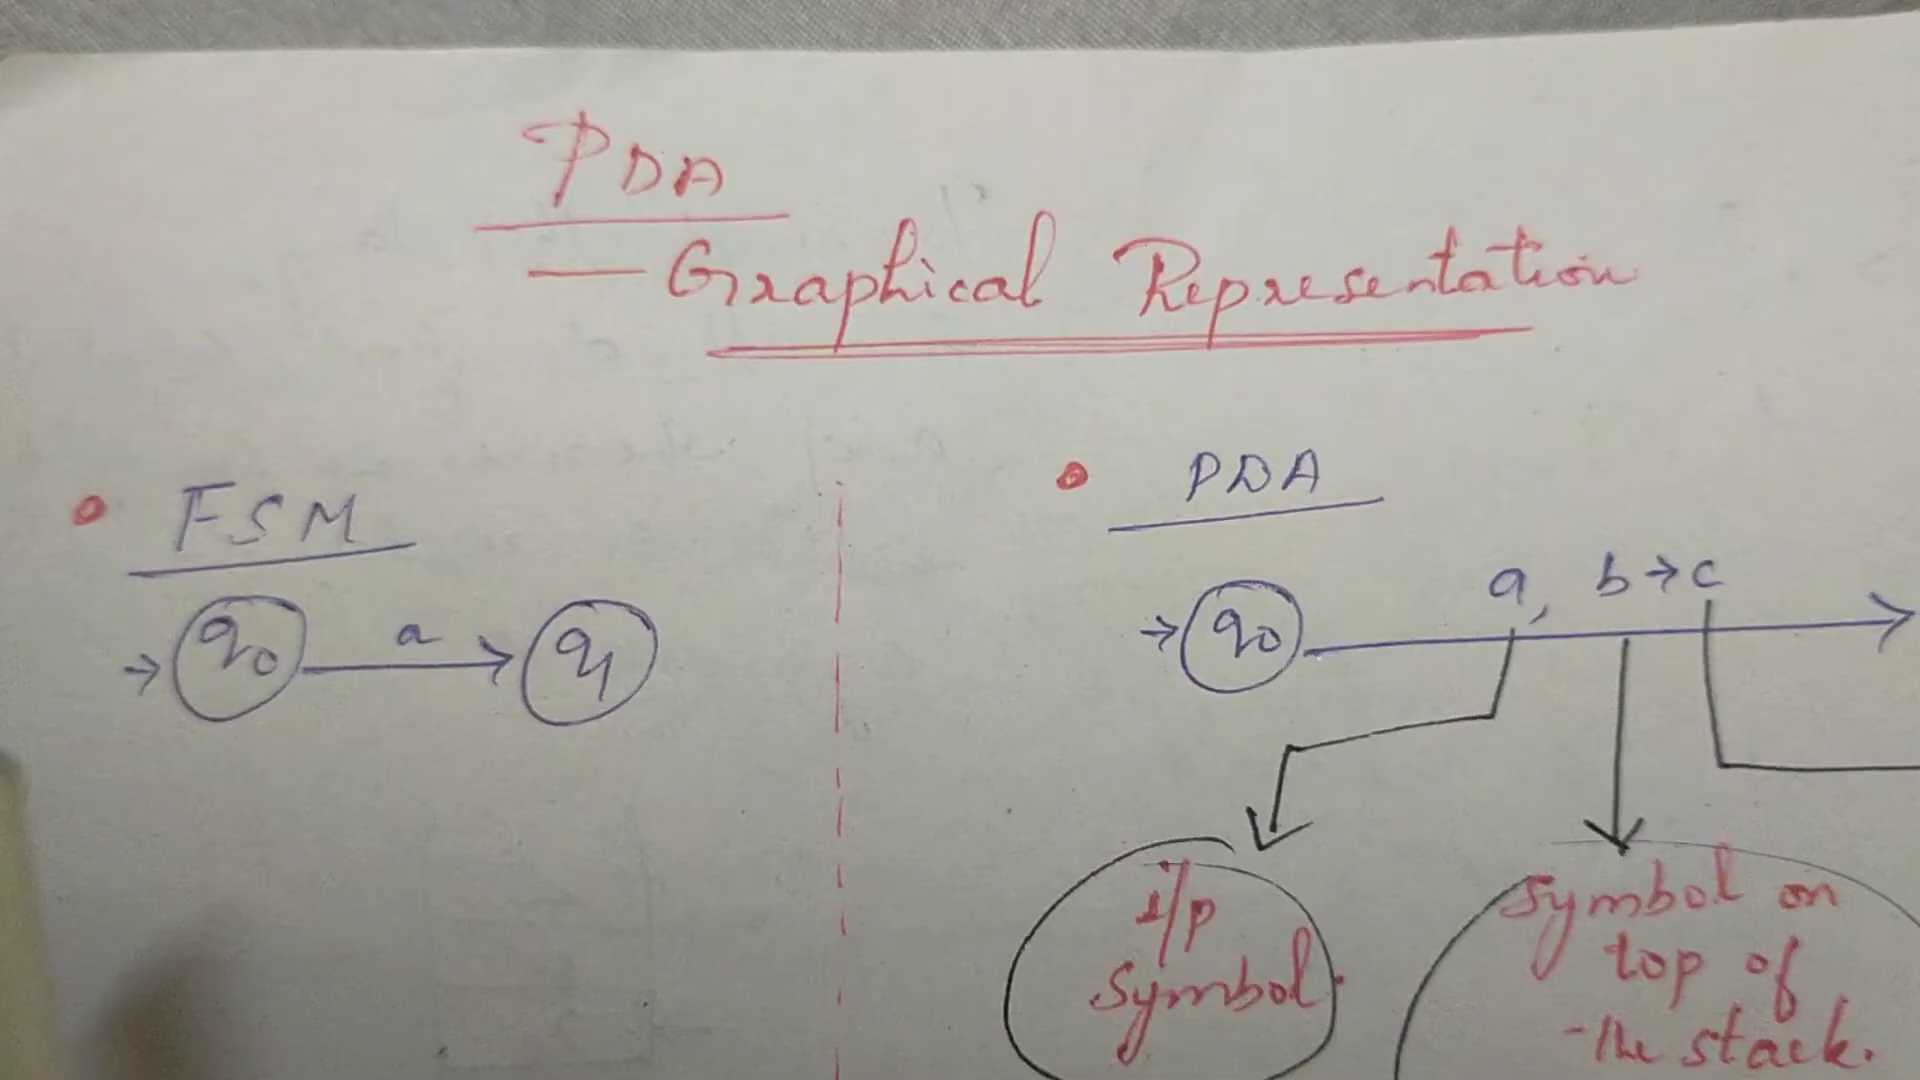 PDA
— Graphical Representation
• FSM
→ q0 a → q1
• PDA
→ q0 a, b → c
i/p
Symbol.
Symbol on
top of
the stack.